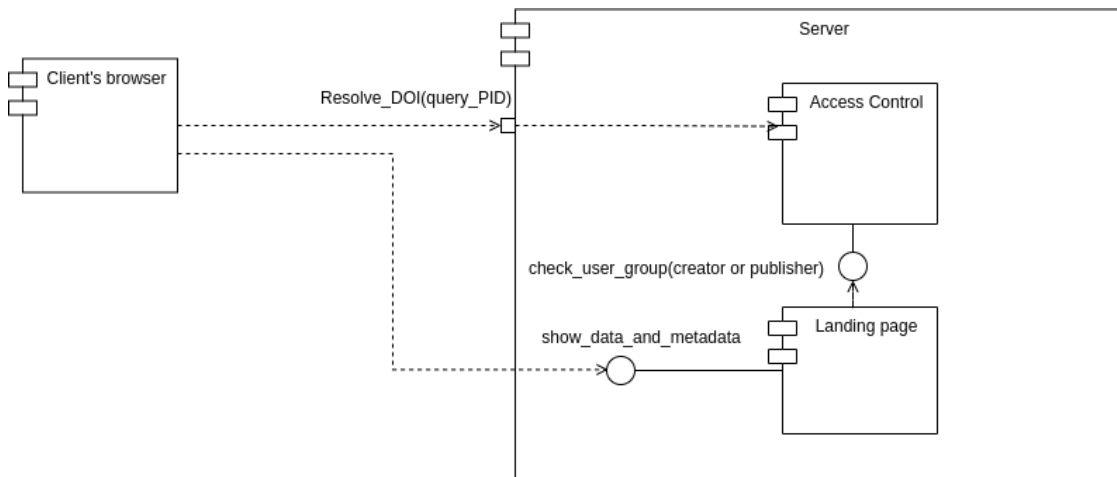 Server
Client's browser
Resolve_DOI(query_PID)
Access Control
check_user_group(creator or publisher)
Landing page
show_data_and_metadata